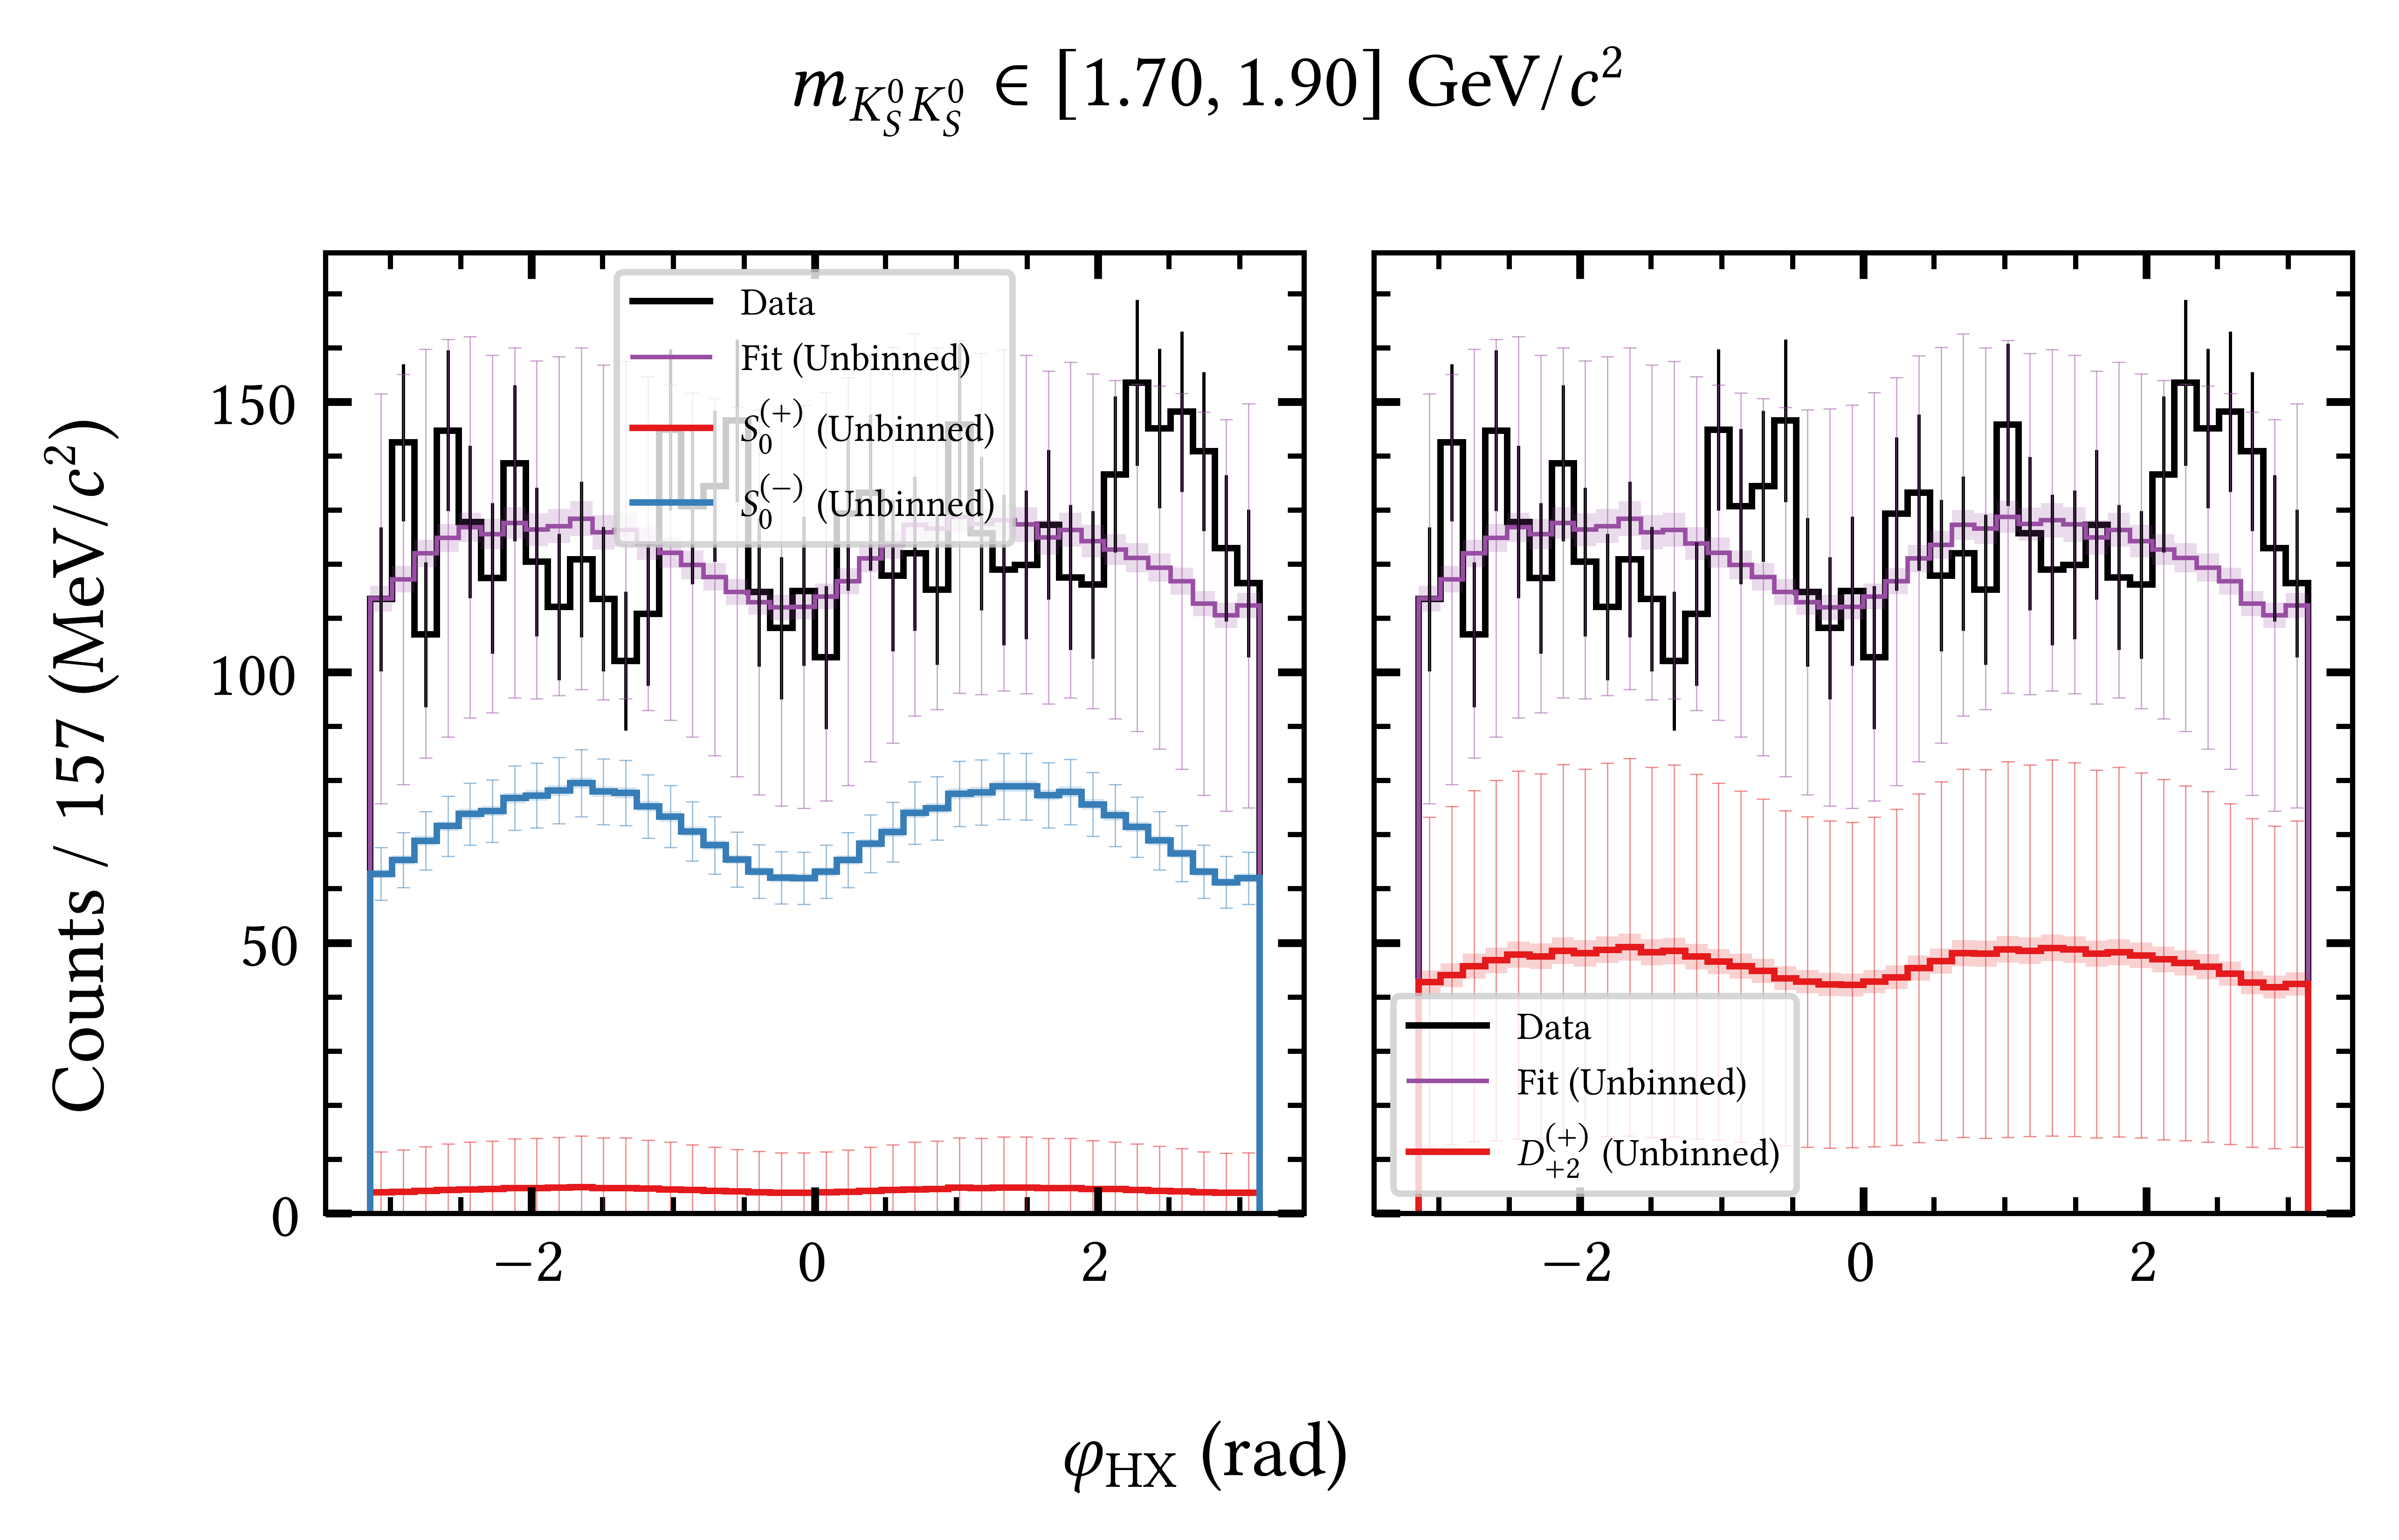 m_{K_S^0 K_S^0} ∈ [1.70, 1.90] GeV/c²
Counts / 157 (MeV/c²)
150
100
50
0
Data
Fit (Unbinned)
S_0^{(+)} (Unbinned)
S_0^{(−)} (Unbinned)
Data
Fit (Unbinned)
D_{+2}^{(+)} (Unbinned)
−2 0 2
−2 0 2
φ_HX (rad)